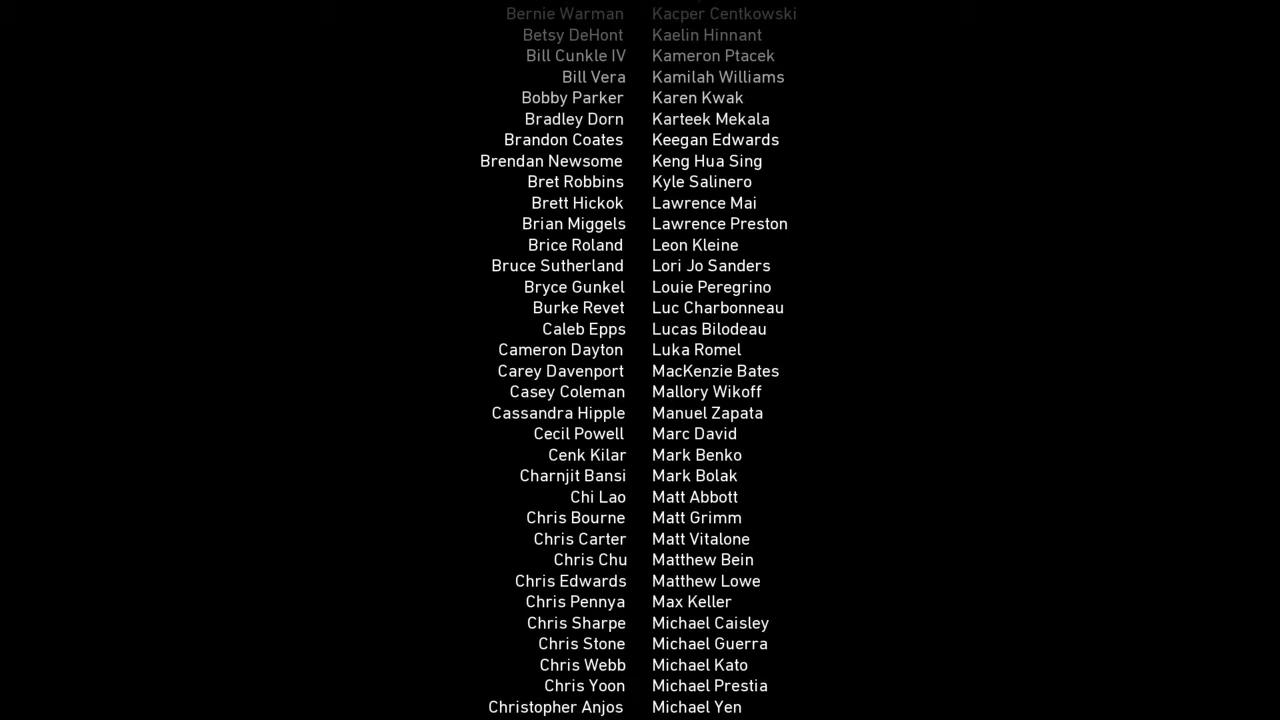 Bernie Warman Kacper Centkowski
Betsy DeHont Kaelin Hinnant
Bill Cunkle IV Kameron Ptacek
Bill Vera Kamilah Williams
Bobby Parker Karen Kwak
Bradley Dorn Karteek Mekala
Brandon Coates Keegan Edwards
Brendan Newsome Keng Hua Sing
Bret Robbins Kyle Salinero
Brett Hickok Lawrence Mai
Brian Miggels Lawrence Preston
Brice Roland Leon Kleine
Bruce Sutherland Lori Jo Sanders
Bryce Gunkel Louie Peregrino
Burke Revet Luc Charbonneau
Caleb Epps Lucas Bilodeau
Cameron Dayton Luka Romel
Carey Davenport MacKenzie Bates
Casey Coleman Mallory Wikoff
Cassandra Hipple Manuel Zapata
Cecil Powell Marc David
Cenk Kilar Mark Benko
Charnjit Bansi Mark Bolak
Chi Lao Matt Abbott
Chris Bourne Matt Grimm
Chris Carter Matt Vitalone
Chris Chu Matthew Bein
Chris Edwards Matthew Lowe
Chris Pennya Max Keller
Chris Sharpe Michael Caisley
Chris Stone Michael Guerra
Chris Webb Michael Kato
Chris Yoon Michael Prestia
Christopher Anjos Michael Yen